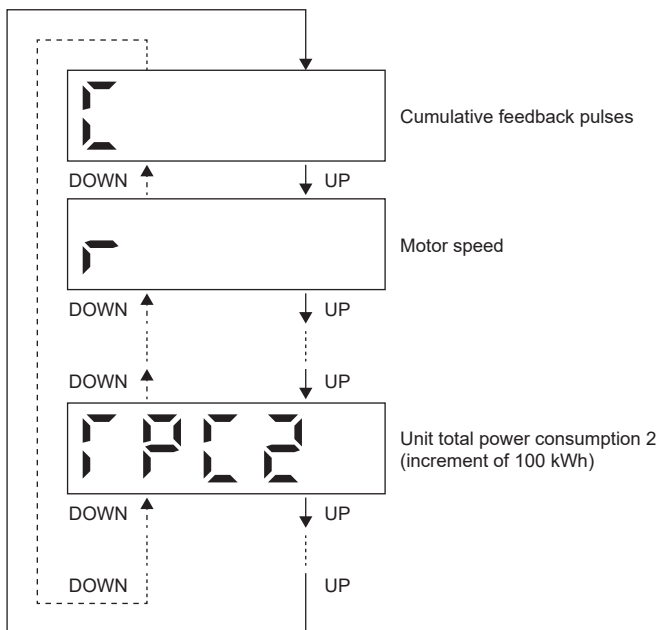 C
Cumulative feedback pulses
DOWN UP
r
Motor speed
DOWN UP
DOWN UP
TPC2
Unit total power consumption 2
(increment of 100 kWh)
DOWN UP
DOWN UP